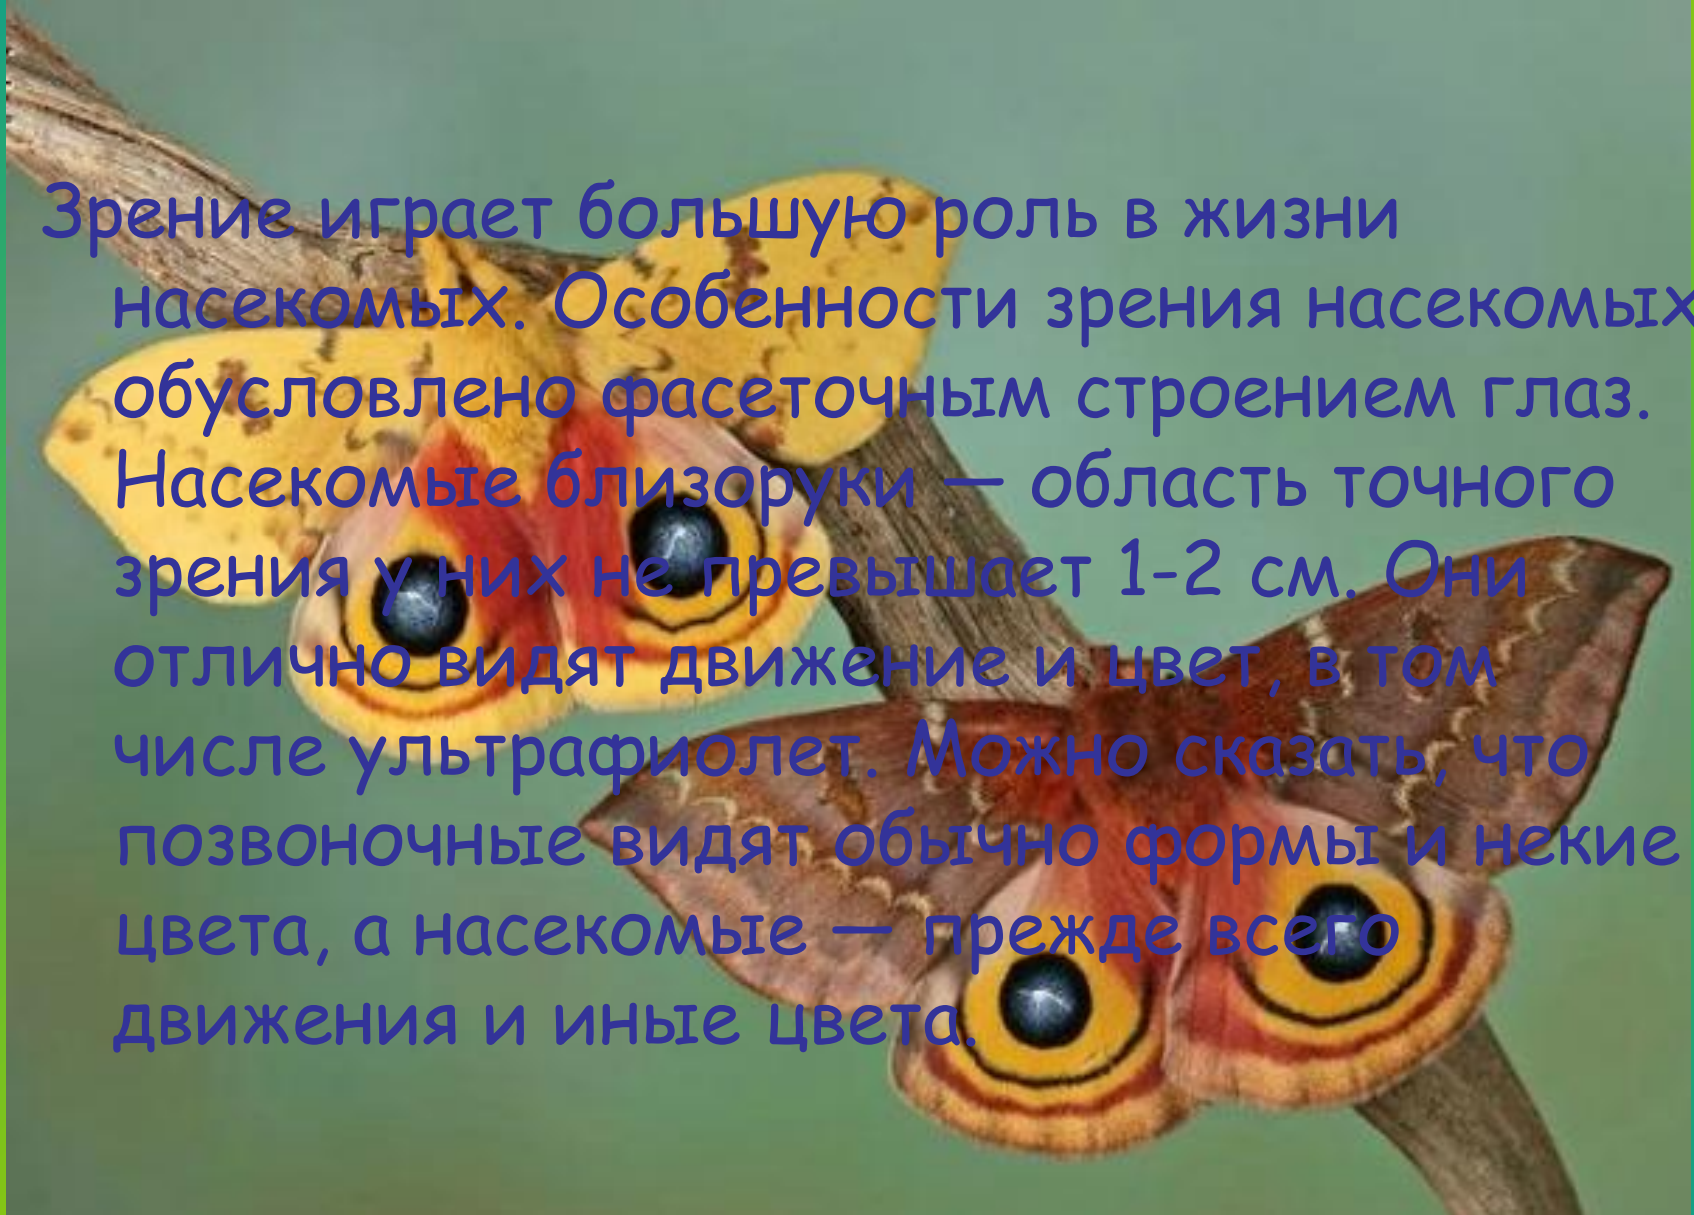 Зрение играет большую роль в жизни
насекомых. Особенности зрения насекомых
обусловлено фасеточным строением глаз.
Насекомые близоруки — область точного
зрения у них не превышает 1-2 см. Они
отлично видят движение и цвет, в том
числе ультрафиолет. Можно сказать, что
позвоночные видят обычно формы и некие
цвета, а насекомые — прежде всего
движения и иные цвета.